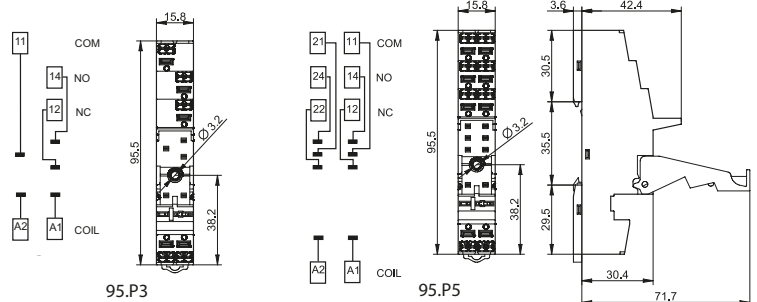 15.8
11 COM
14 NO
12 NC
95.5
Ø3.2
38.2
A2 A1 COIL
95.P3
15.8
21 11 COM
24 14 NO
22 12 NC
95.5
Ø3.2
38.2
A2 A1 COIL
95.P5
3.6 42.4
30.5
35.5
29.5
30.4
71.7